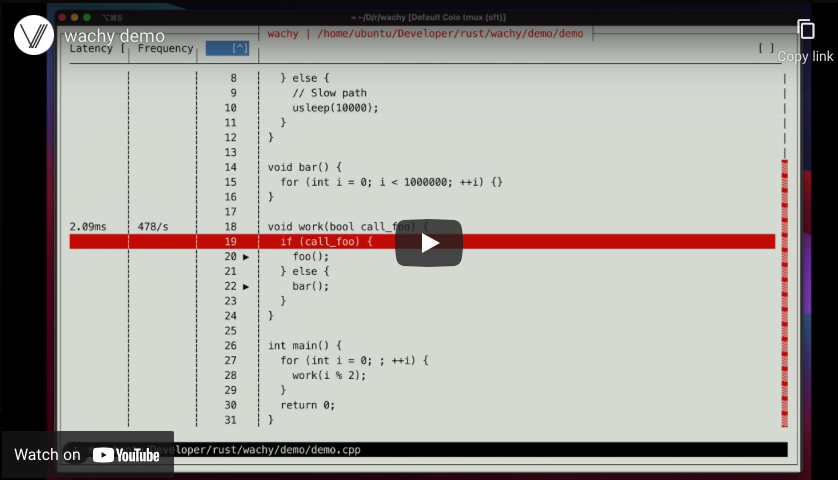 ⌥⌘5
~/D/r/wachy [Default Colo tmux {sft}]
wachy demo
wachy | /home/ubuntu/Developer/rust/wachy/demo/demo
Copy link
Latency [ Frequency [^] [ ]
8 } else {
9 // Slow path
10 usleep(10000);
11 }
12 }
13
14 void bar() {
15 for (int i = 0; i < 1000000; ++i) {}
16 }
17
2.09ms 478/s 18 void work(bool call_foo) {
19 if (call_foo) {
20 ▶ foo();
21 } else {
22 ▶ bar();
23 }
24 }
25
26 int main() {
27 for (int i = 0; ; ++i) {
28 work(i % 2);
29 }
30 return 0;
31 }
Watch on YouTube
/Developer/rust/wachy/demo/demo.cpp